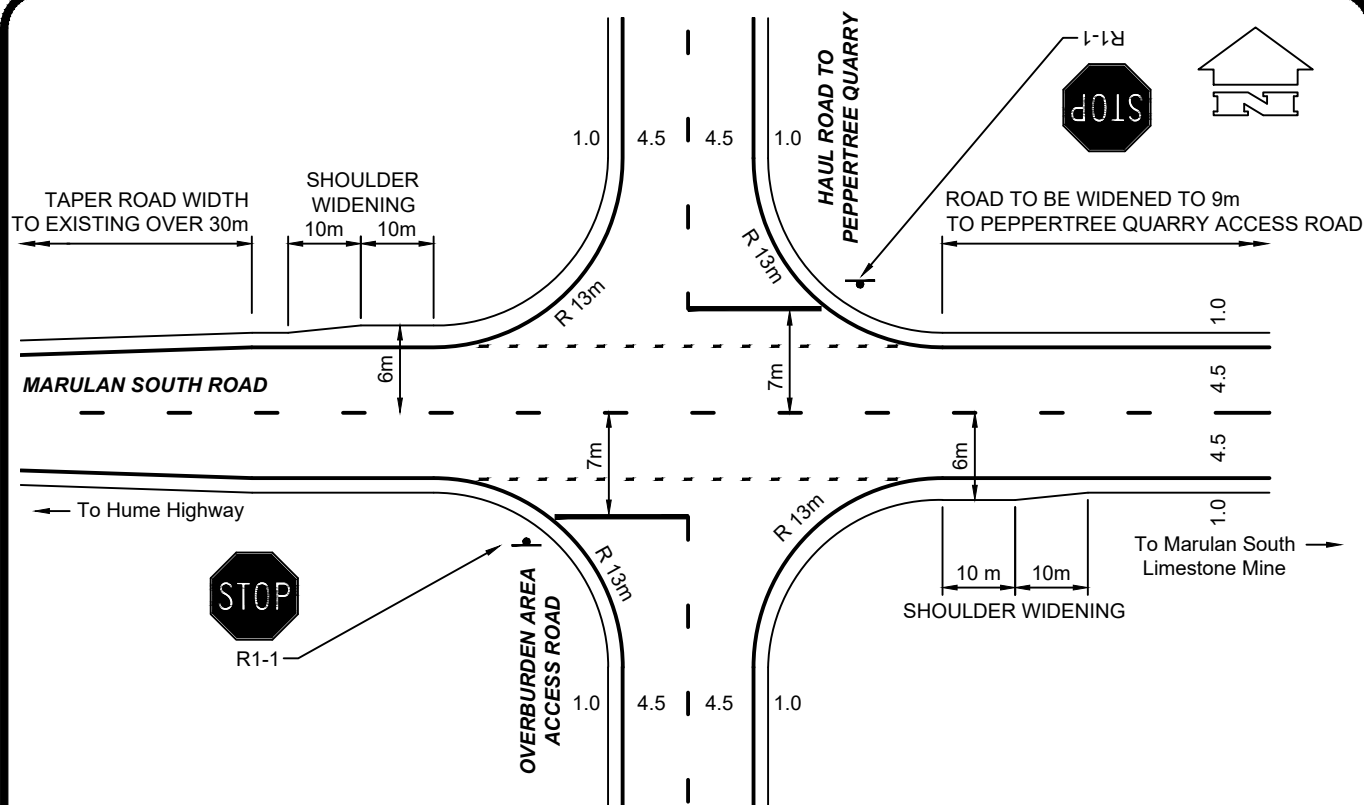 R1-1
STOP
N
HAUL ROAD TO
PEPPERTREE QUARRY
1.0
4.5
4.5
1.0
TAPER ROAD WIDTH
TO EXISTING OVER 30m
SHOULDER
WIDENING
10m
10m
ROAD TO BE WIDENED TO 9m
TO PEPPERTREE QUARRY ACCESS ROAD
R 13m
R 13m
1.0
6m
7m
MARULAN SOUTH ROAD
4.5
7m
6m
4.5
To Hume Highway
R 13m
1.0
To Marulan South
Limestone Mine
STOP
R 13m
10 m
10m
SHOULDER WIDENING
R1-1
OVERBURDEN AREA
ACCESS ROAD
1.0
4.5
4.5
1.0